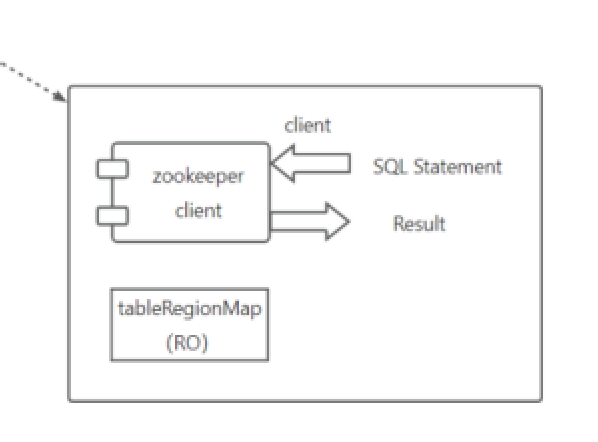 client
zookeeper
client
SQL Statement
Result
tableRegionMap
(RO)